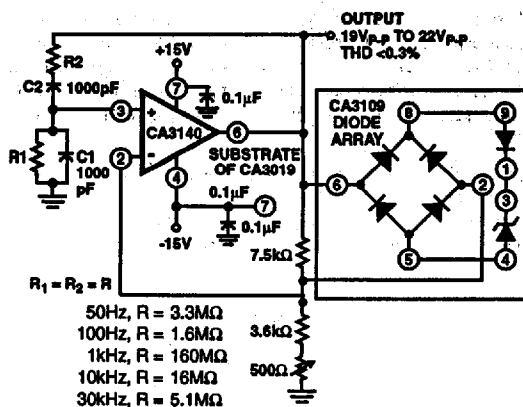 OUTPUT
19Vp-p TO 22Vp-p
THD <0.3%
+15V
R2
C2 1000pF
7
0.1μF
CA3109
DIODE
ARRAY
8
9
3
+
CA3140
6
SUBSTRATE
OF CA3019
R1
C1
1000
pF
2
-
4
0.1μF
7
0.1μF
-15V
6
2
1
3
5
4
7.5kΩ
R1 = R2 = R
50Hz, R = 3.3MΩ
100Hz, R = 1.6MΩ
1kHz, R = 160MΩ
10kHz, R = 16MΩ
30kHz, R = 5.1MΩ
3.6kΩ
500Ω